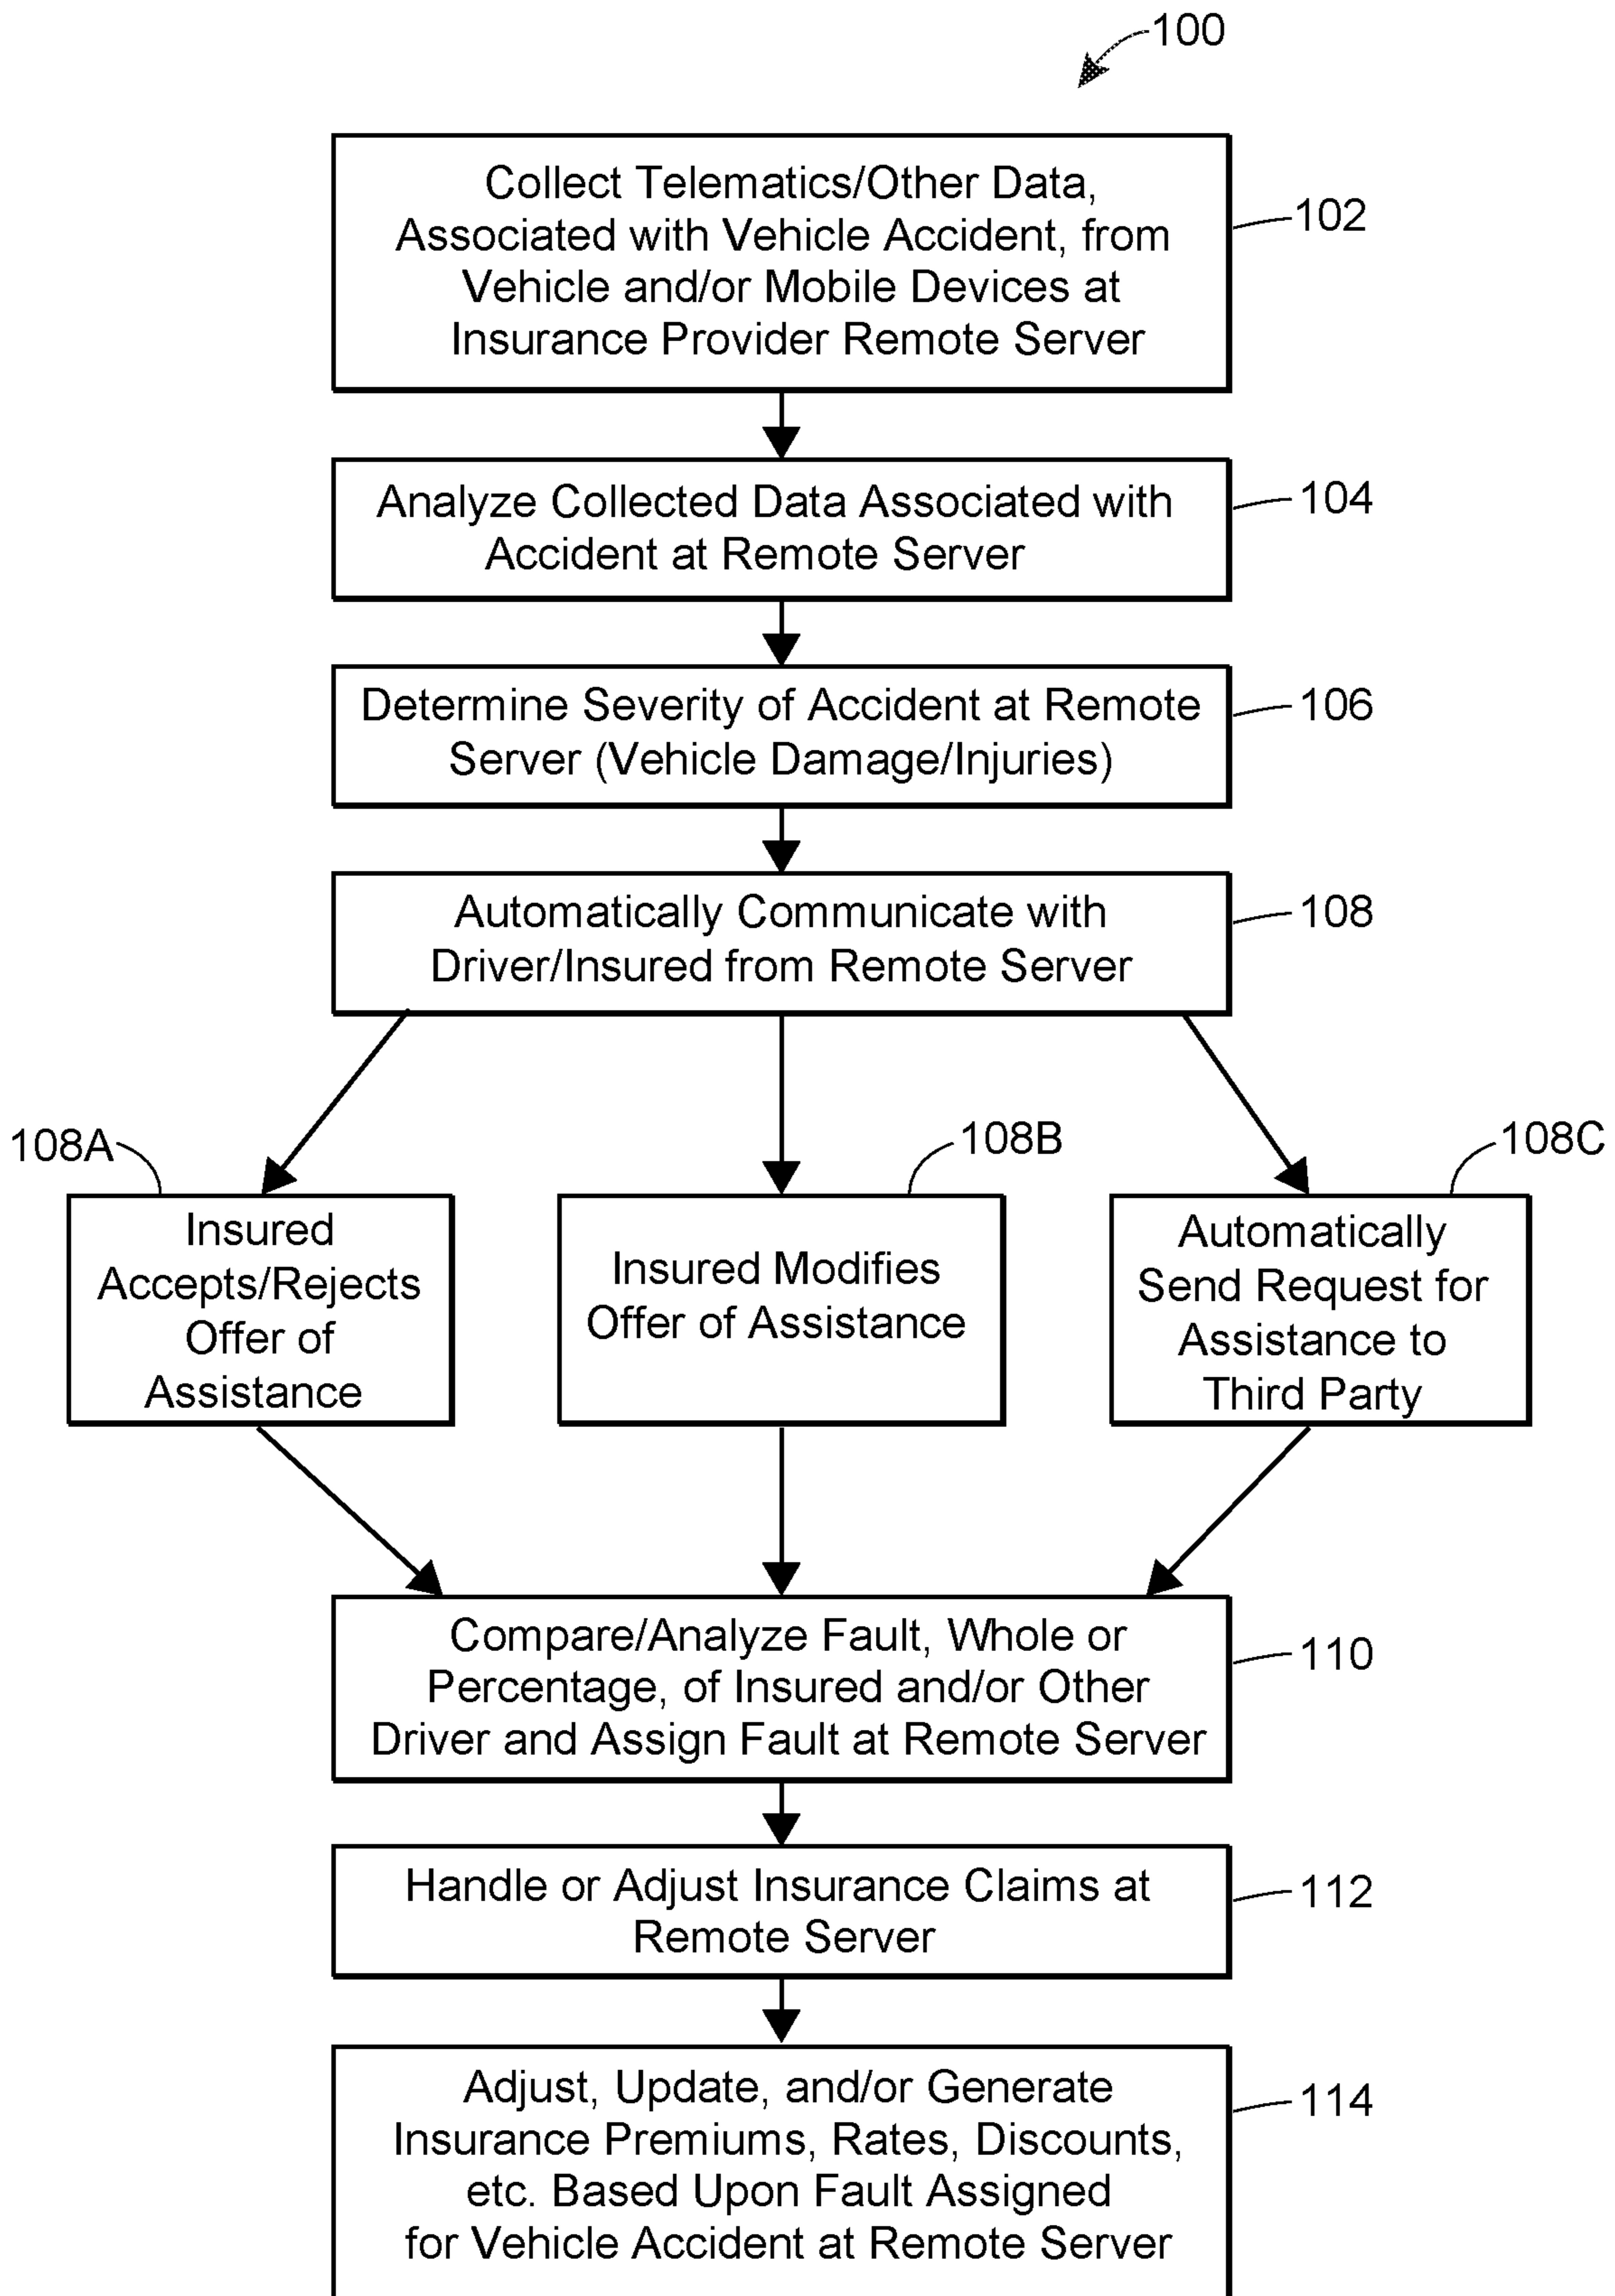 100
Collect Telematics/Other Data,
Associated with Vehicle Accident, from
Vehicle and/or Mobile Devices at
Insurance Provider Remote Server
102
Analyze Collected Data Associated with
Accident at Remote Server
104
Determine Severity of Accident at Remote
Server (Vehicle Damage/Injuries)
106
Automatically Communicate with
Driver/Insured from Remote Server
108
108A
Insured
Accepts/Rejects
Offer of
Assistance
108B
Insured Modifies
Offer of Assistance
108C
Automatically
Send Request for
Assistance to
Third Party
Compare/Analyze Fault, Whole or
Percentage, of Insured and/or Other
Driver and Assign Fault at Remote Server
110
Handle or Adjust Insurance Claims at
Remote Server
112
Adjust, Update, and/or Generate
Insurance Premiums, Rates, Discounts,
etc. Based Upon Fault Assigned
for Vehicle Accident at Remote Server
114